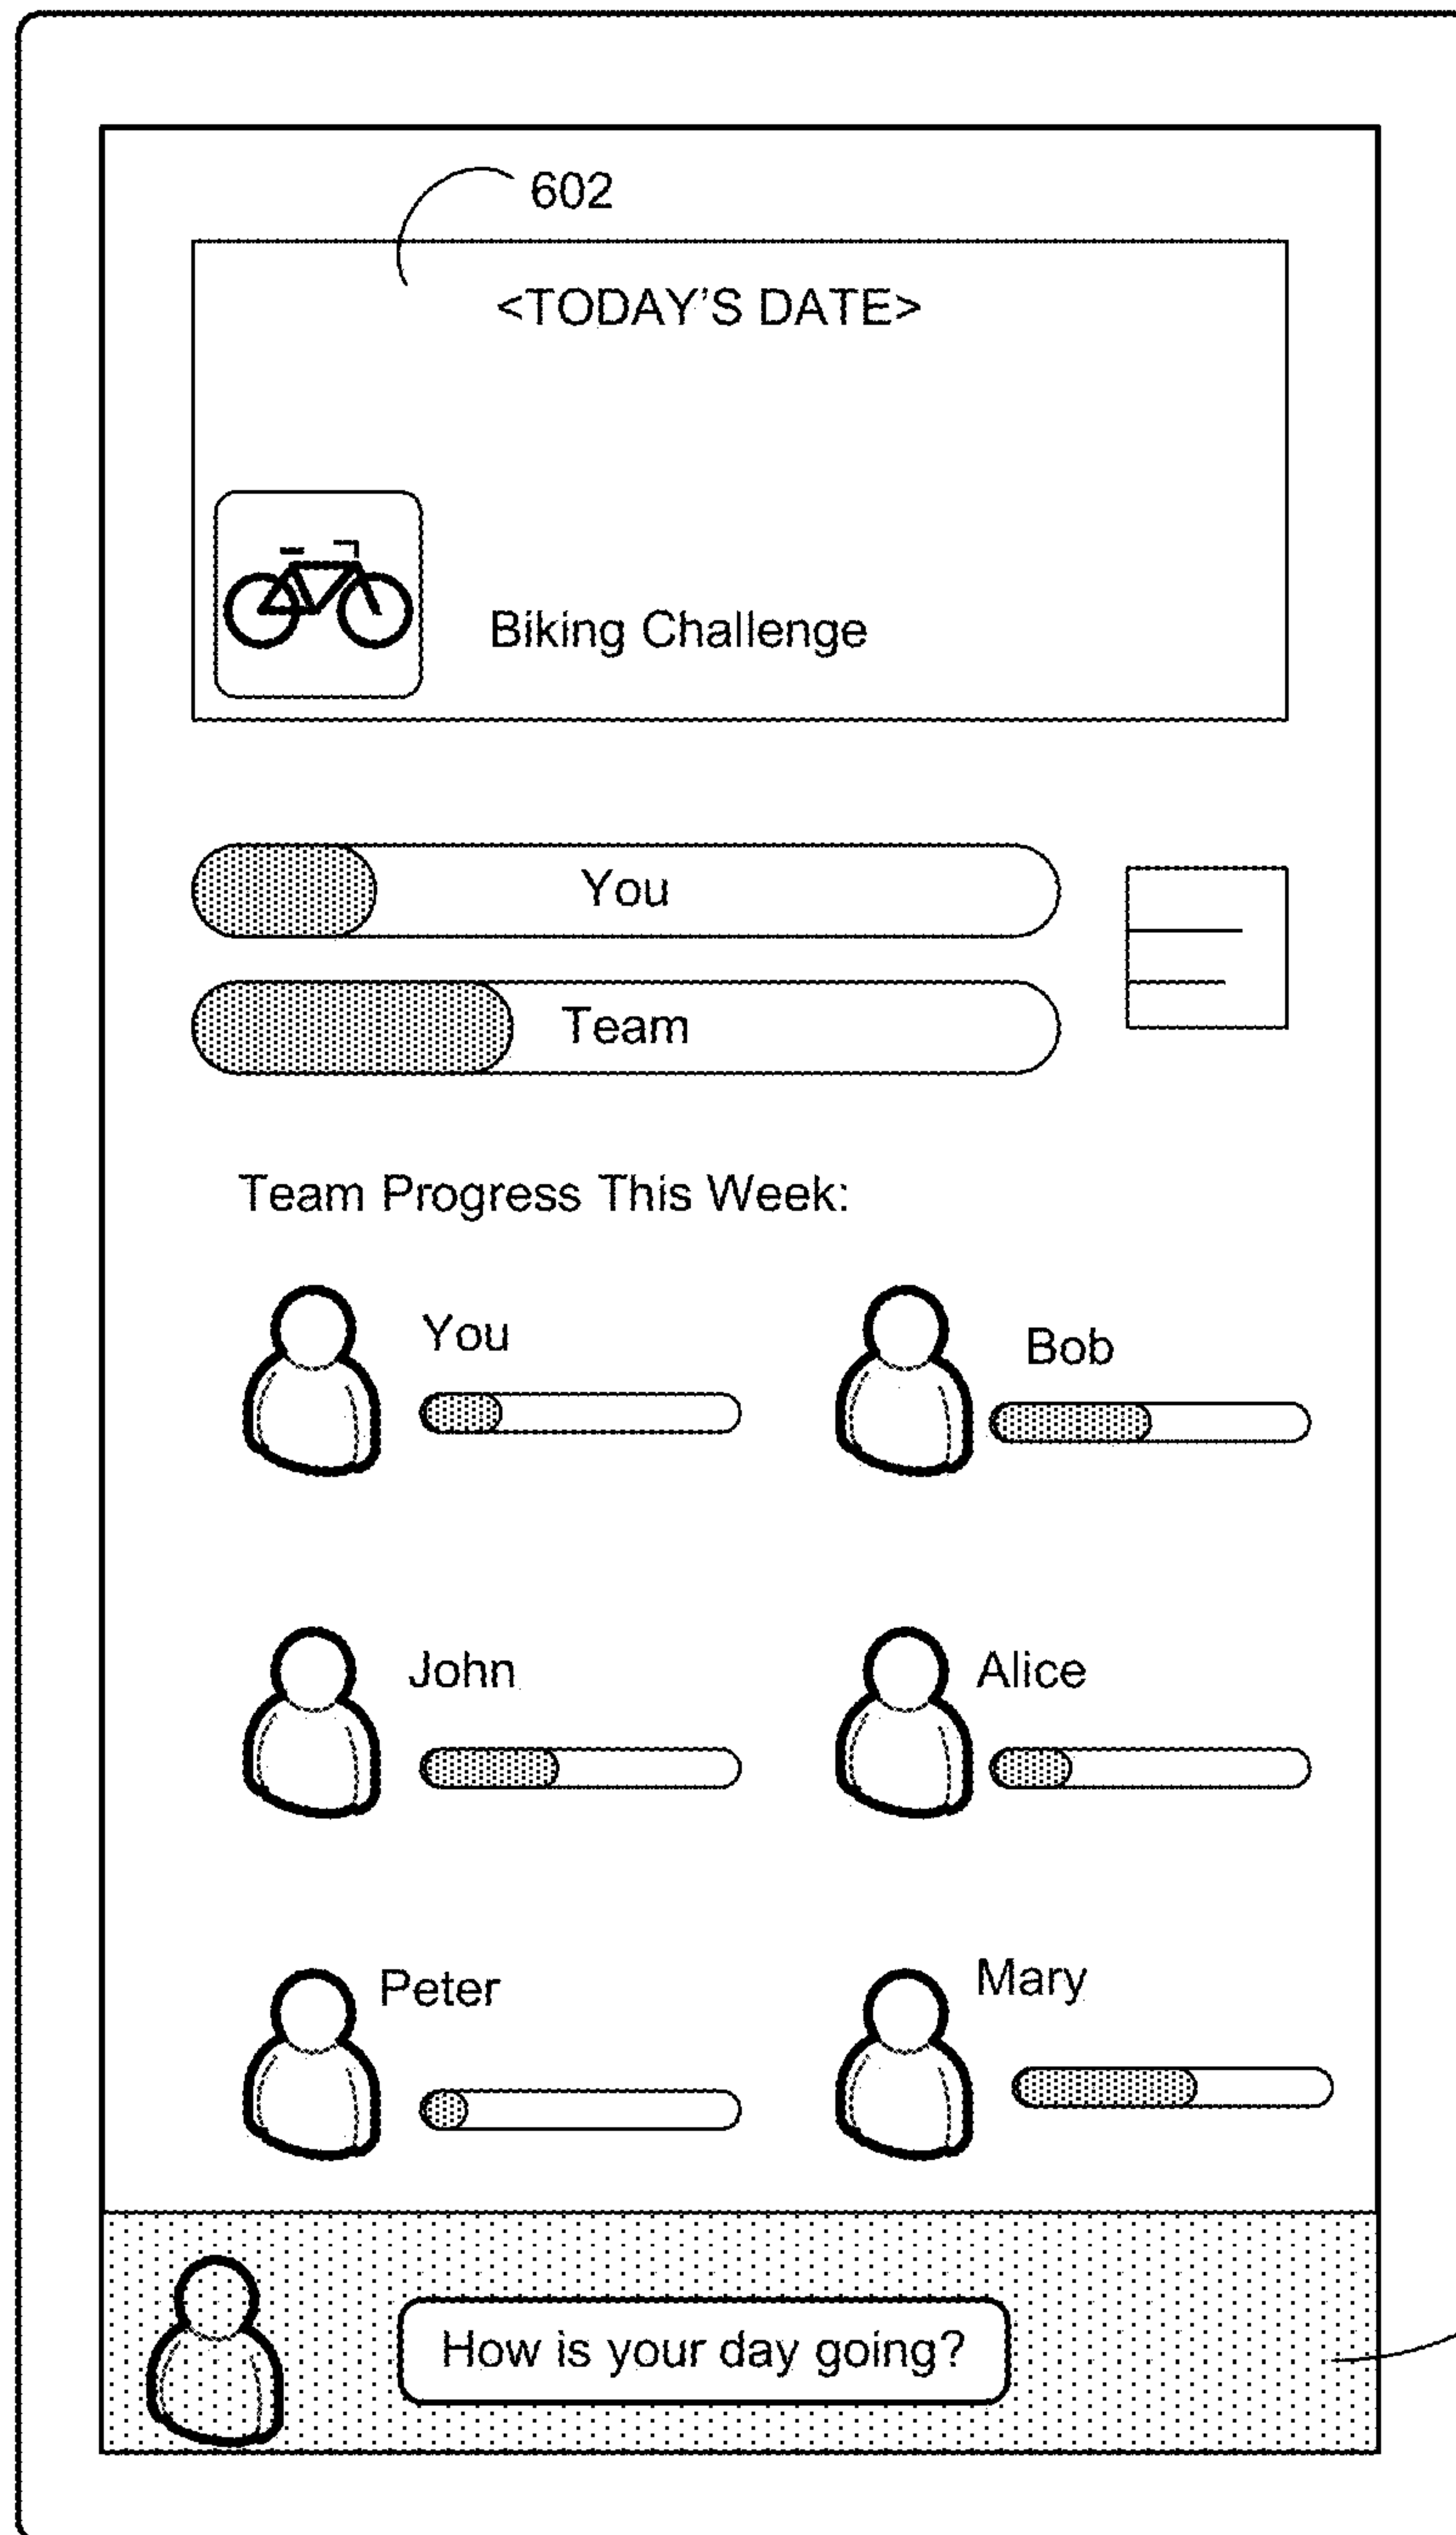 602
<TODAY'S DATE>
Biking Challenge
You
Team
Team Progress This Week:
You
Bob
John
Alice
Peter
Mary
How is your day going?